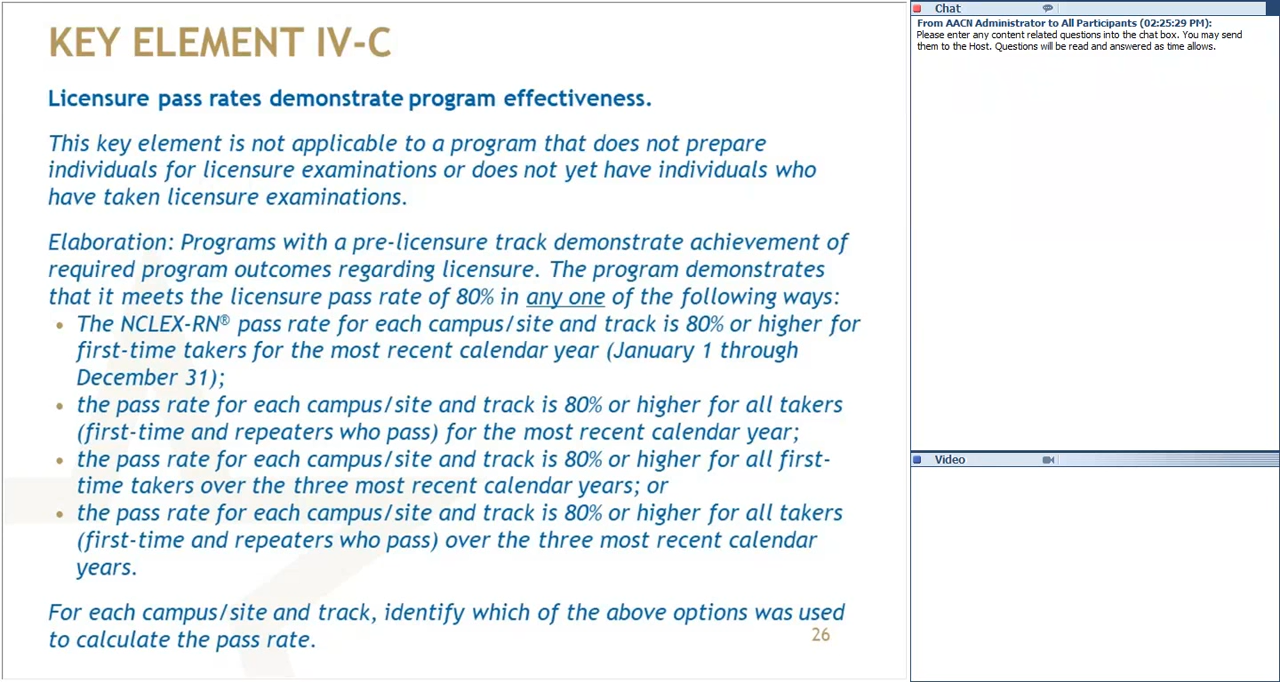 KEY ELEMENT IV-C
Licensure pass rates demonstrate program effectiveness.
This key element is not applicable to a program that does not prepare
individuals for licensure examinations or does not yet have individuals who
have taken licensure examinations.
Elaboration: Programs with a pre-licensure track demonstrate achievement of
required program outcomes regarding licensure. The program demonstrates
that it meets the licensure pass rate of 80% in any one of the following ways:
• The NCLEX-RN® pass rate for each campus/site and track is 80% or higher for
first-time takers for the most recent calendar year (January 1 through
December 31);
• the pass rate for each campus/site and track is 80% or higher for all takers
(first-time and repeaters who pass) for the most recent calendar year;
• the pass rate for each campus/site and track is 80% or higher for all first-
time takers over the three most recent calendar years; or
• the pass rate for each campus/site and track is 80% or higher for all takers
(first-time and repeaters who pass) over the three most recent calendar
years.
For each campus/site and track, identify which of the above options was used
to calculate the pass rate.
26
Chat
From AACN Administrator to All Participants (02:25:29 PM):
Please enter any content related questions into the chat box. You may send
them to the Host. Questions will be read and answered as time allows.
Video